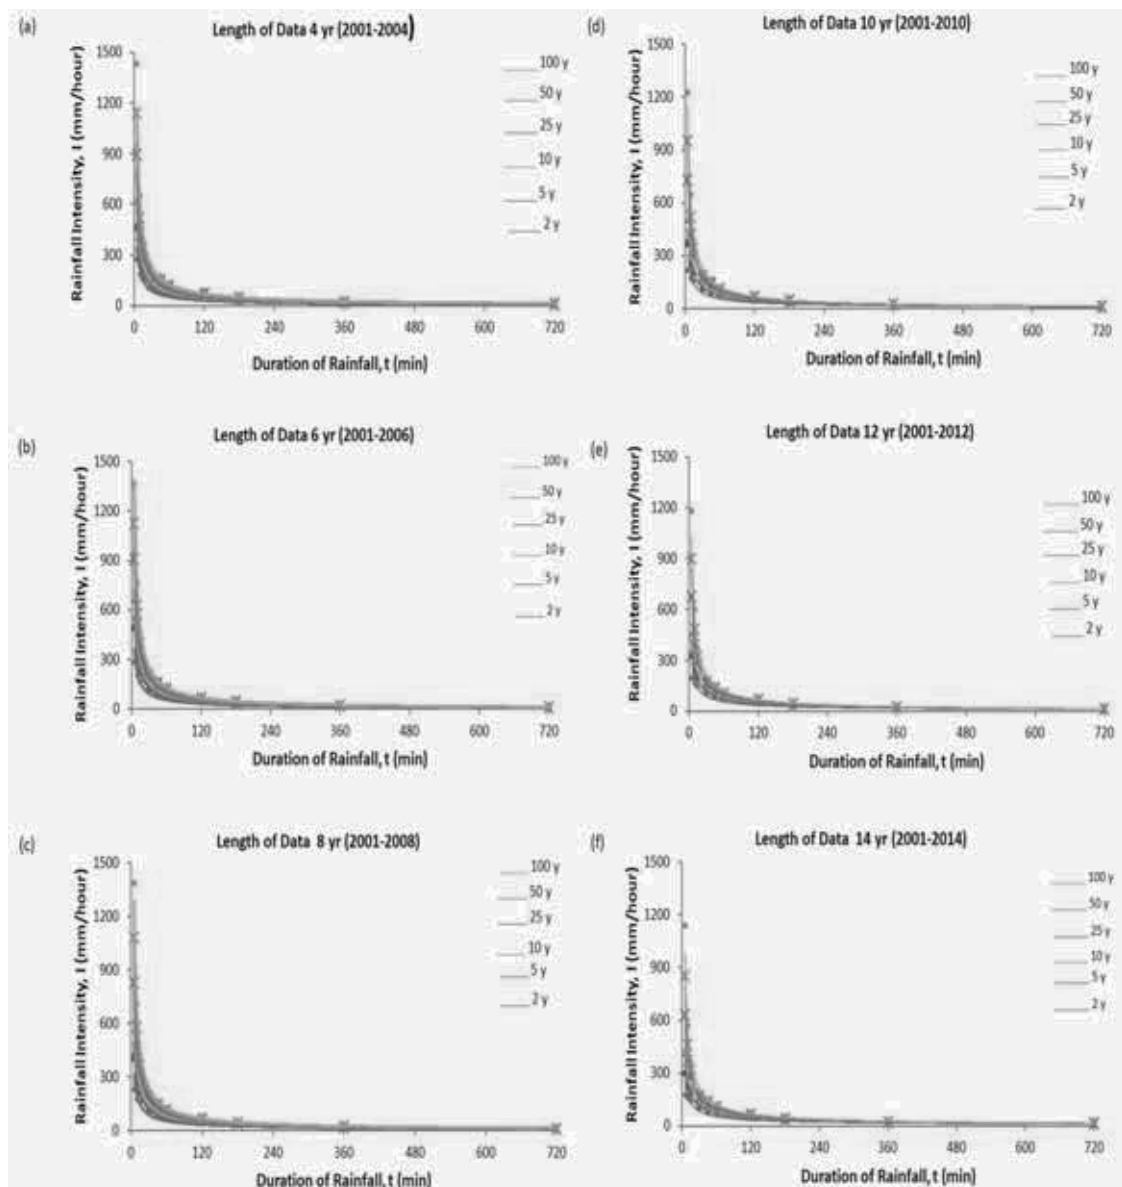 (a)
Length of Data 4 yr (2001-2004)
Rainfall Intensity, I (mm/hour)
1500
1200
900
600
300
0
0 120 240 360 480 600 720
Duration of Rainfall, t (min)
100 y
50 y
25 y
10 y
5 y
2 y
(b)
Length of Data 6 yr (2001-2006)
Rainfall Intensity, I (mm/hour)
1500
1200
900
600
300
0
0 120 240 360 480 600 720
Duration of Rainfall, t (min)
100 y
50 y
25 y
10 y
5 y
2 y
(c)
Length of Data 8 yr (2001-2008)
Rainfall Intensity, I (mm/hour)
1500
1200
900
600
300
0
0 120 240 360 480 600 720
Duration of Rainfall, t (min)
100 y
50 y
25 y
10 y
5 y
2 y
(d)
Length of Data 10 yr (2001-2010)
Rainfall Intensity, I (mm/hour)
1500
1200
900
600
300
0
0 120 240 360 480 600 720
Duration of Rainfall, t (min)
100 y
50 y
25 y
10 y
5 y
2 y
(e)
Length of Data 12 yr (2001-2012)
Rainfall Intensity, I (mm/hour)
1500
1200
900
600
300
0
0 120 240 360 480 600 720
Duration of Rainfall, t (min)
100 y
50 y
25 y
10 y
5 y
2 y
(f)
Length of Data 14 yr (2001-2014)
Rainfall Intensity, I (mm/hour)
1500
1200
900
600
300
0
0 120 240 360 480 600 720
Duration of Rainfall, t (min)
100 y
50 y
25 y
10 y
5 y
2 y